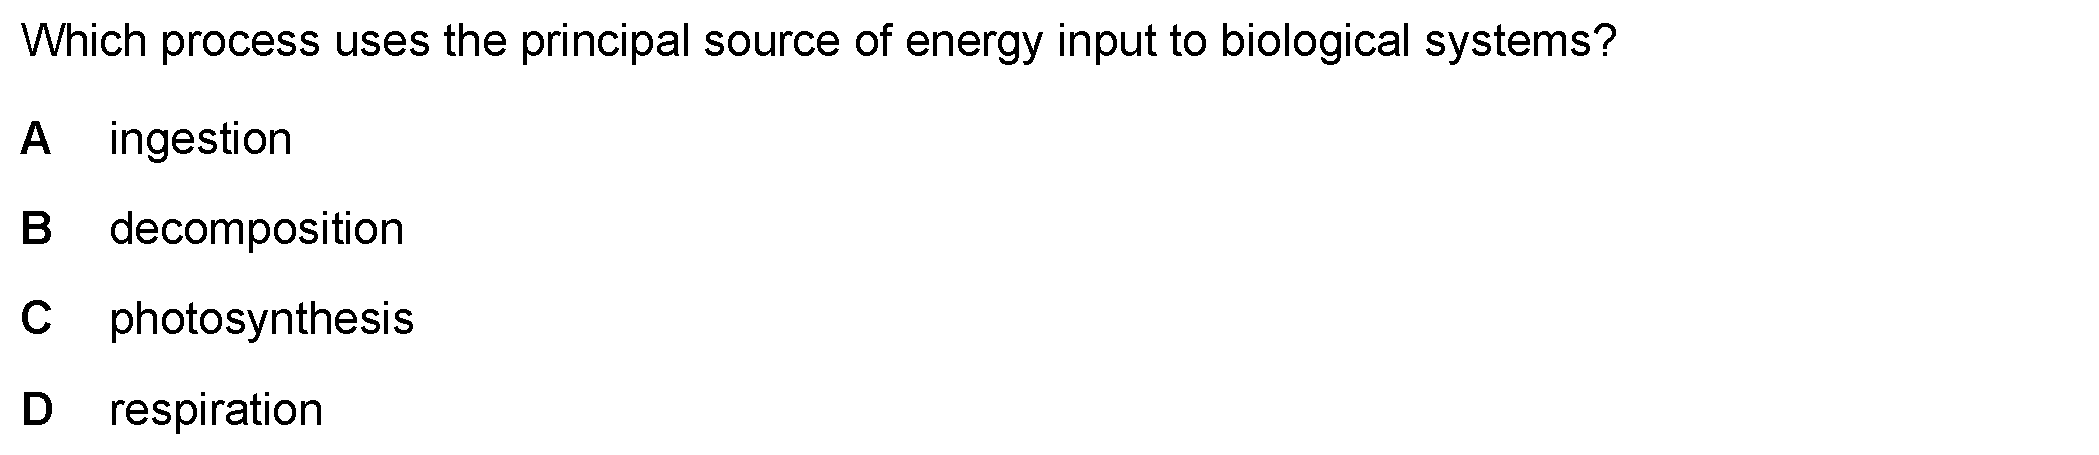 Which process uses the principal source of energy input to biological systems?
A ingestion
B decomposition
C photosynthesis
D respiration